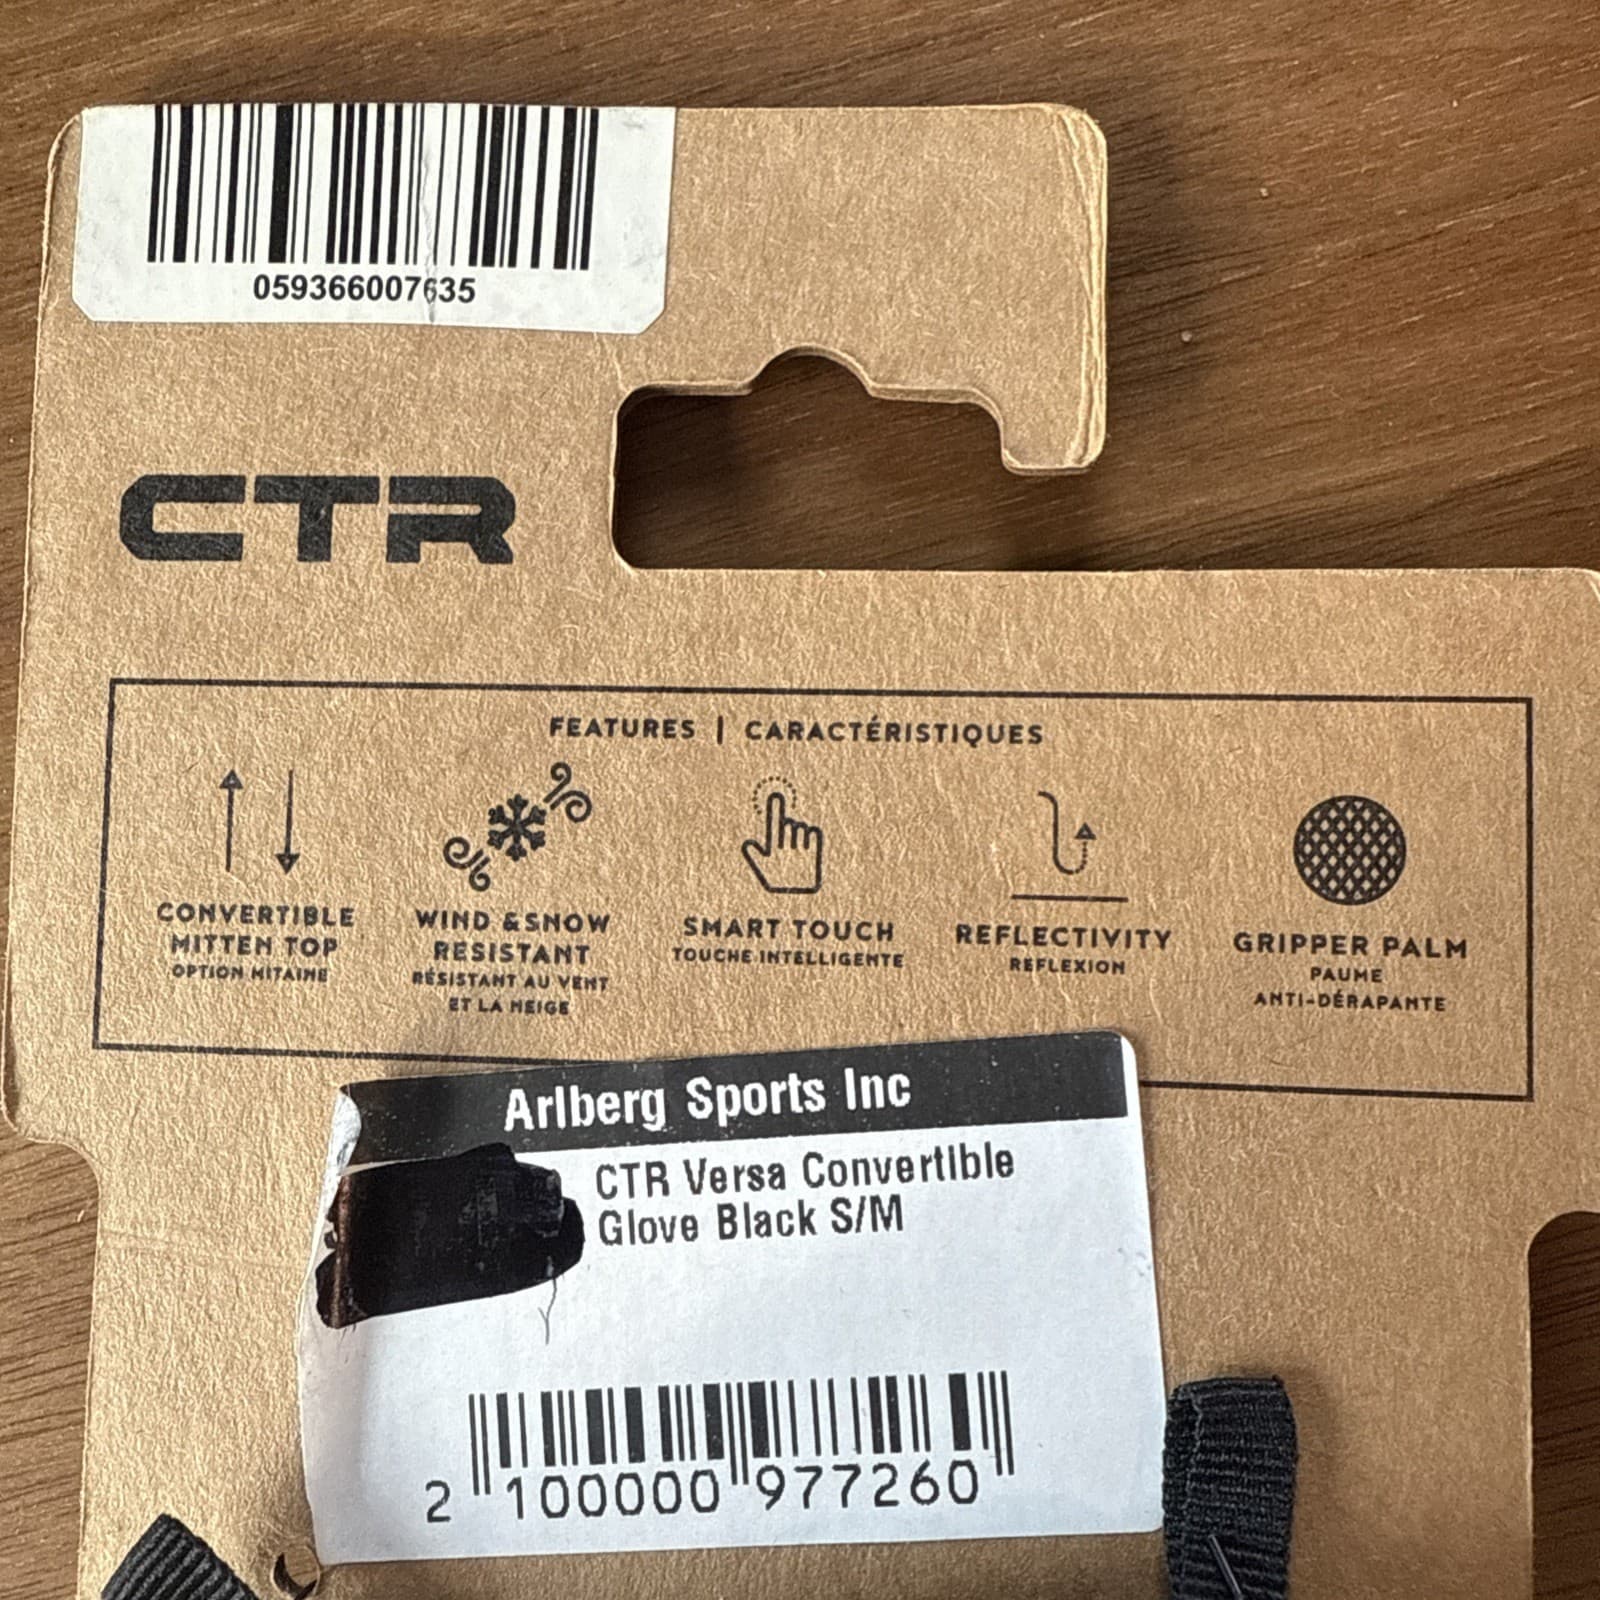 059366007635
CTR
FEATURES | CARACTÉRISTIQUES
CONVERTIBLE
MITTEN TOP
OPTION MITAINE
WIND & SNOW
RESISTANT
RÉSISTANT AU VENT
ET LA NEIGE
SMART TOUCH
TOUCHE INTELLIGENTE
REFLECTIVITY
REFLEXION
GRIPPER PALM
PAUME
ANTI-DÉRAPANTE
Arlberg Sports Inc
CTR Versa Convertible
Glove Black S/M
2 100000 977260